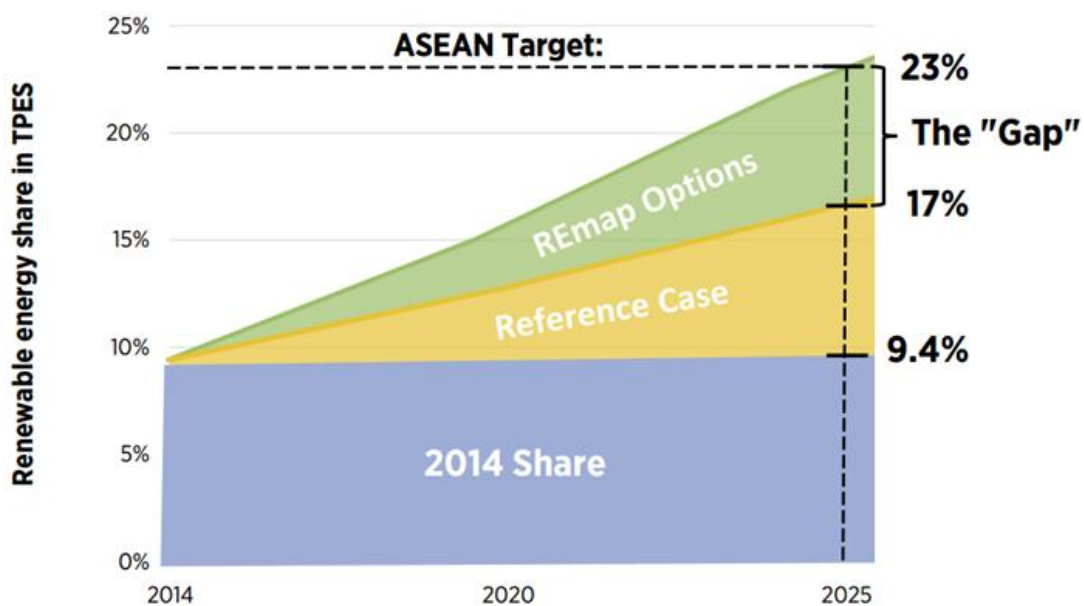 25%
ASEAN Target:
23%
20%
The "Gap"
REmap Options
17%
15%
Reference Case
10%
9.4%
2014 Share
5%
0%
Renewable energy share in TPES
2014
2020
2025